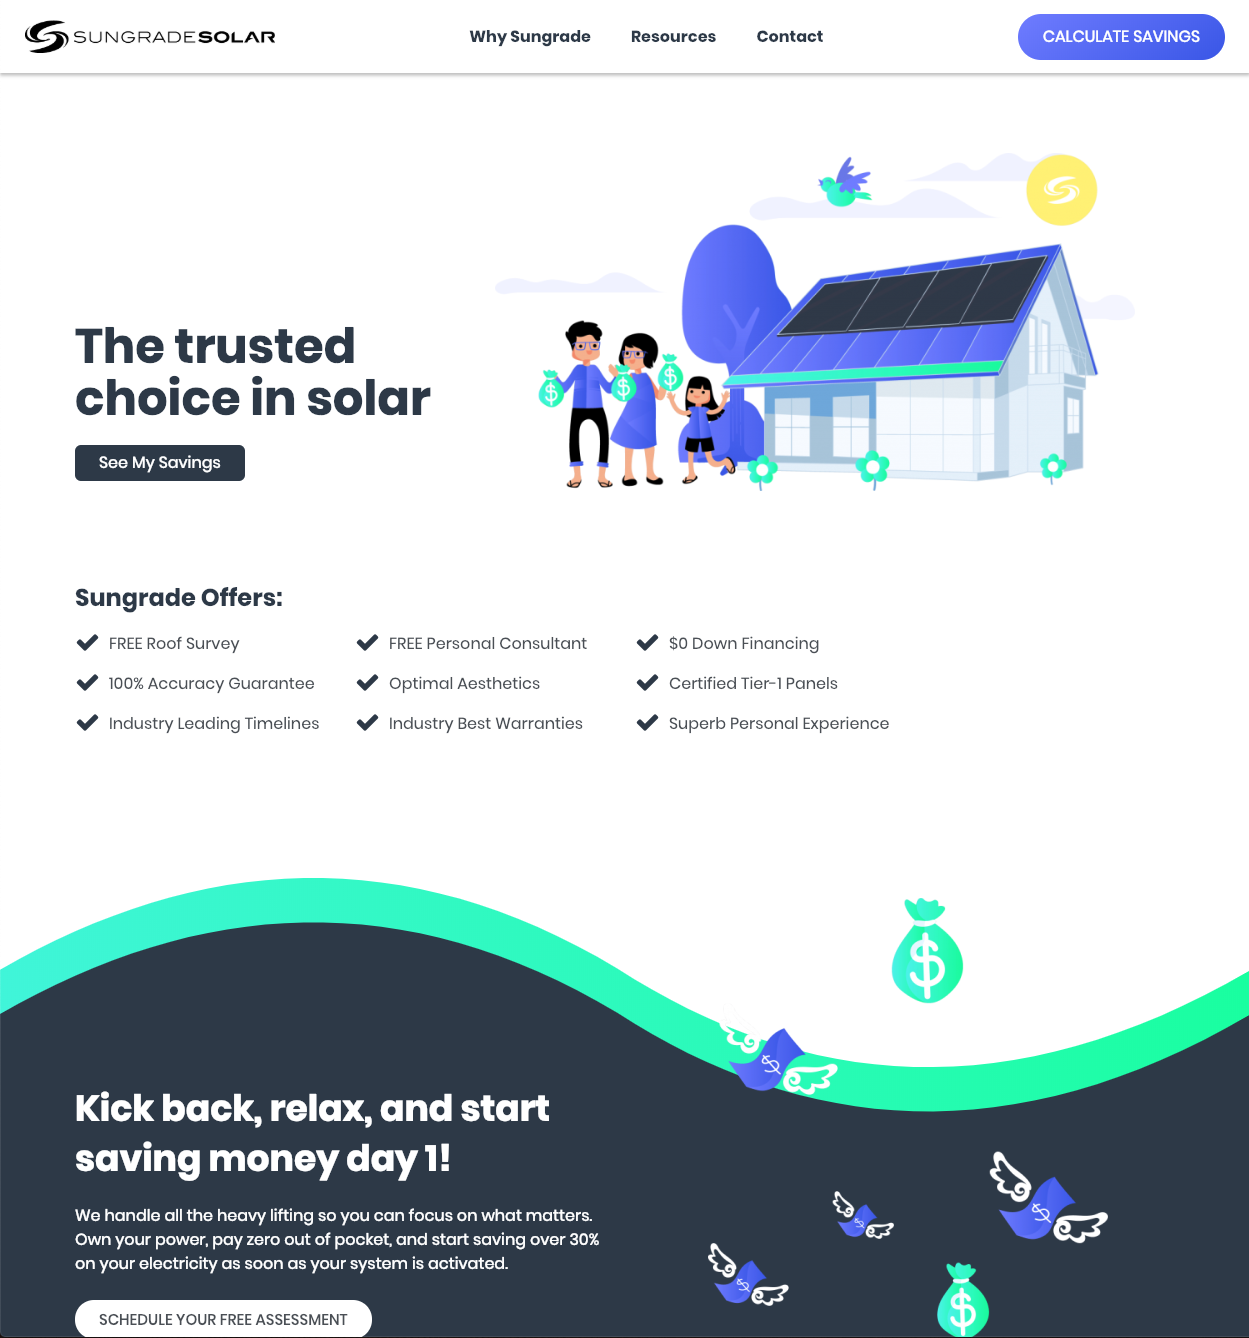 SUNGRADESOLAR
Why Sungrade
Resources
Contact
CALCULATE SAVINGS
The trusted
choice in solar
See My Savings
$
$
$
Sungrade Offers:
FREE Roof Survey
FREE Personal Consultant
$0 Down Financing
100% Accuracy Guarantee
Optimal Aesthetics
Certified Tier-1 Panels
Industry Leading Timelines
Industry Best Warranties
Superb Personal Experience
$
$
Kick back, relax, and start
saving money day 1!
We handle all the heavy lifting so you can focus on what matters.
Own your power, pay zero out of pocket, and start saving over 30%
on your electricity as soon as your system is activated.
$
$
$
$
SCHEDULE YOUR FREE ASSESSMENT